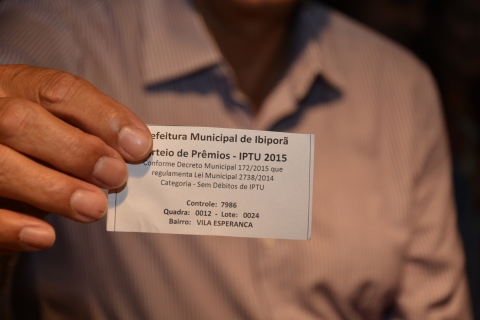 efeitura Municipal de Ibiporã
orteio de Prêmios - IPTU 2015
Conforme Decreto Municipal 172/2015 que
regulamenta Lei Municipal 2738/2014
Categoria - Sem Débitos de IPTU
Controle: 7986
Quadra: 0012 - Lote: 0024
Bairro: VILA ESPERANCA